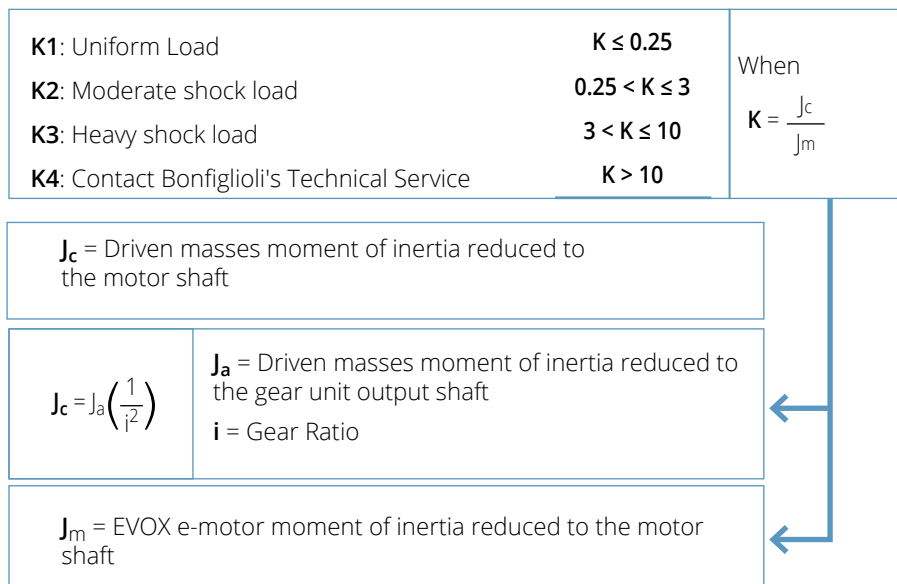 K1: Uniform Load K ≤ 0.25
K2: Moderate shock load 0.25 < K ≤ 3
K3: Heavy shock load 3 < K ≤ 10
K4: Contact Bonfiglioli's Technical Service K > 10
When
K = Jc / Jm
Jc = Driven masses moment of inertia reduced to
the motor shaft
Jc = Ja(1/i²)
Ja = Driven masses moment of inertia reduced to
the gear unit output shaft
i = Gear Ratio
Jm = EVOX e-motor moment of inertia reduced to the motor
shaft